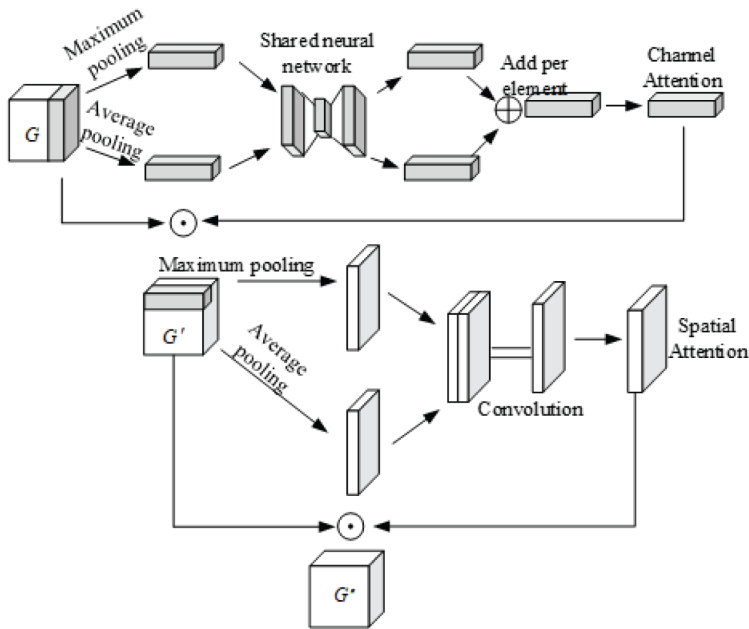 Maximum
pooling
G
Average
pooling
Shared neural
network
Add per
element
Channel
Attention
Maximum pooling
G'
Average
pooling
Convolution
Spatial
Attention
G"